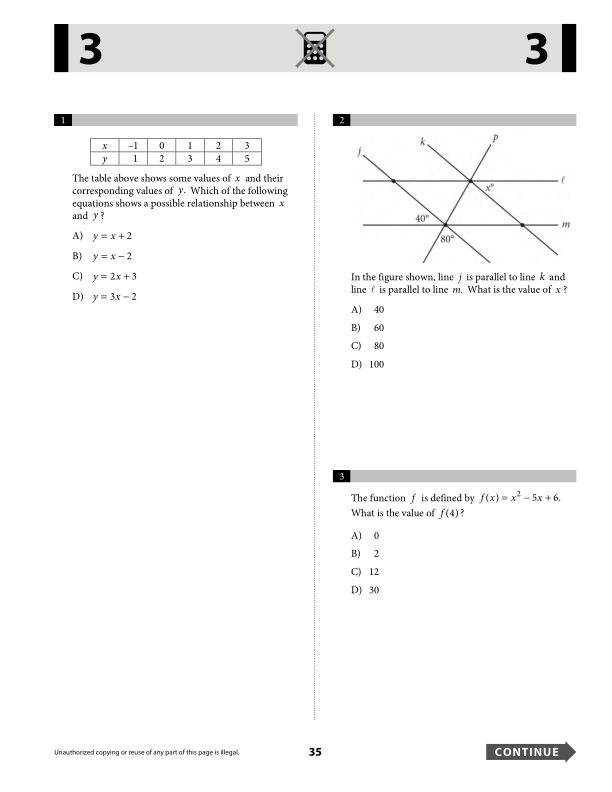 3
3
1
x –1 0 1 2 3
y 1 2 3 4 5
The table above shows some values of x and their
corresponding values of y. Which of the following
equations shows a possible relationship between x
and y?
A) y = x + 2
B) y = x − 2
C) y = 2x + 3
D) y = 3x − 2
2
j
k
p
x°
ℓ
40°
m
80°
In the figure shown, line j is parallel to line k and
line ℓ is parallel to line m. What is the value of x?
A) 40
B) 60
C) 80
D) 100
3
The function f is defined by f(x) = x² − 5x + 6.
What is the value of f(4)?
A) 0
B) 2
C) 12
D) 30
Unauthorized copying or reuse of any part of this page is illegal.
35
CONTINUE